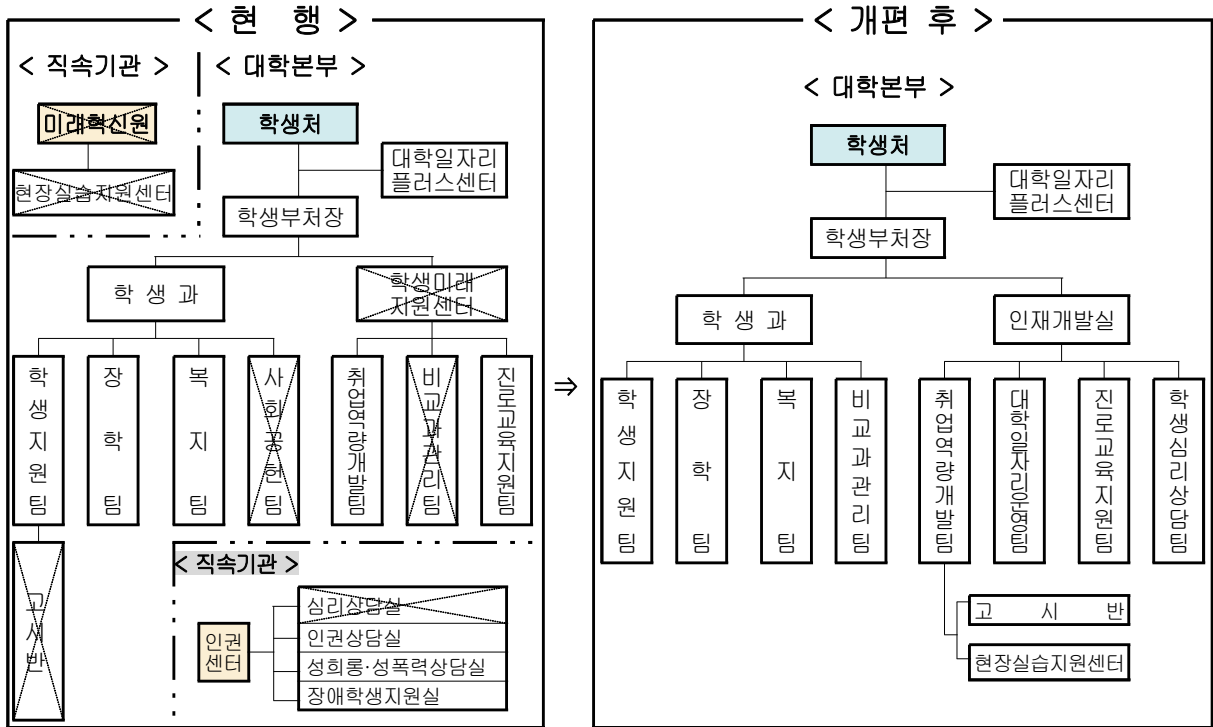 < 현 행 >
< 직속기관 >
< 대학본부 >
미래혁신원
학생처
대학일자리
플러스센터
현장실습지원센터
학생부처장
학 생 과
학생미래
지원센터
학생지원팀
장학팀
복지팀
사회공헌팀
취업역량개발팀
비교과관리팀
진로교육지원팀
고시반
< 직속기관 >
인권
센터
심리상담실
인권상담실
성희롱·성폭력상담실
장애학생지원실
⇒
< 개편 후 >
< 대학본부 >
학생처
대학일자리
플러스센터
학생부처장
학 생 과
인재개발실
학생지원팀
장학팀
복지팀
비교과관리팀
취업역량개발팀
대학일자리운영팀
진로교육지원팀
학생심리상담팀
고 시 반
현장실습지원센터